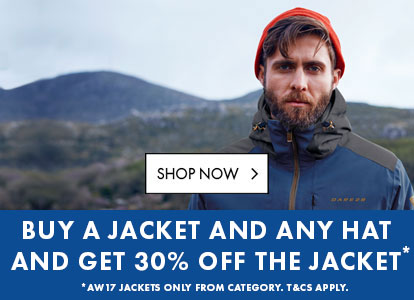 DARE2B
SHOP NOW >
BUY A JACKET AND ANY HAT
AND GET 30% OFF THE JACKET*
*AW17 JACKETS ONLY FROM CATEGORY. T&CS APPLY.